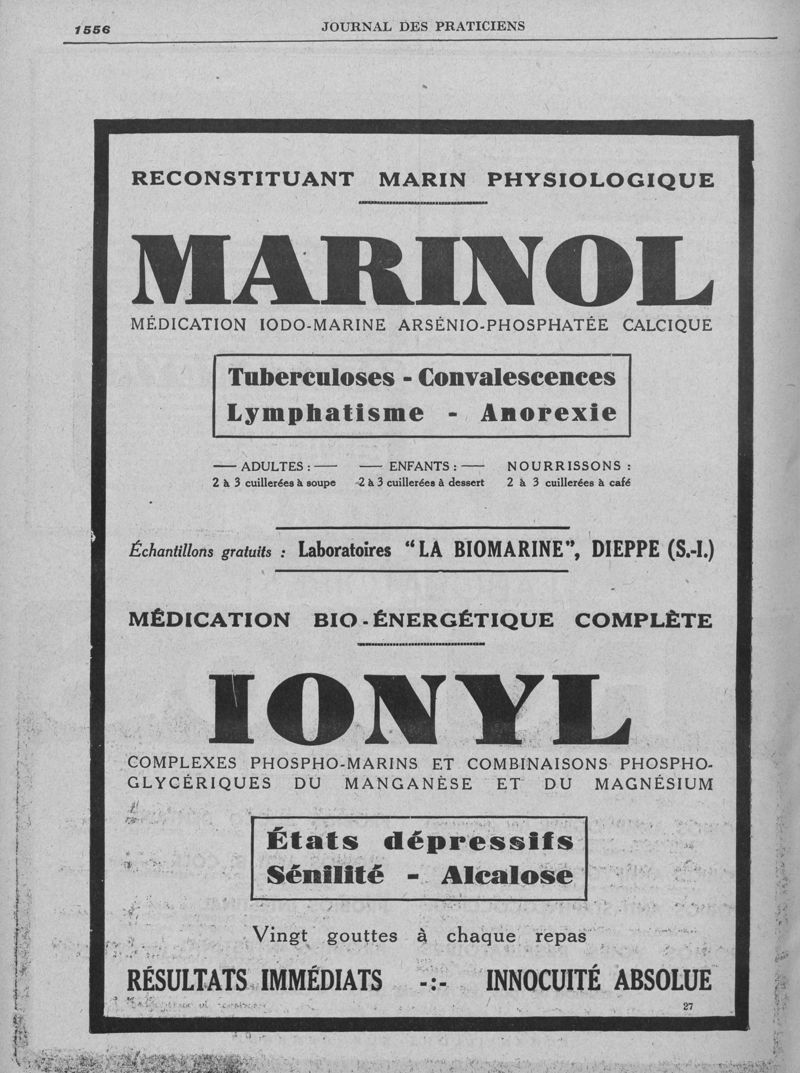 1556
JOURNAL DES PRATICIENS
RECONSTITUANT MARIN PHYSIOLOGIQUE
MARINOL
MÉDICATION IODO-MARINE ARSÉNIO-PHOSPHATÉE CALCIQUE
Tuberculoses - Convalescences
Lymphatisme - Anorexie
— ADULTES : — — ENFANTS : — NOURRISSONS :
2 à 3 cuillerées à soupe 2 à 3 cuillerées à dessert 2 à 3 cuillerées à café
Échantillons gratuits : Laboratoires "LA BIOMARINE", DIEPPE (S.-I.)
MÉDICATION BIO-ÉNERGÉTIQUE COMPLÈTE
IONYL
COMPLEXES PHOSPHO-MARINS ET COMBINAISONS PHOSPHO-
GLYCÉRIQUES DU MANGANÈSE ET DU MAGNÉSIUM
États dépressifs
Sénilité - Alcalose
Vingt gouttes à chaque repas
RÉSULTATS IMMÉDIATS -:- INNOCUITÉ ABSOLUE
27